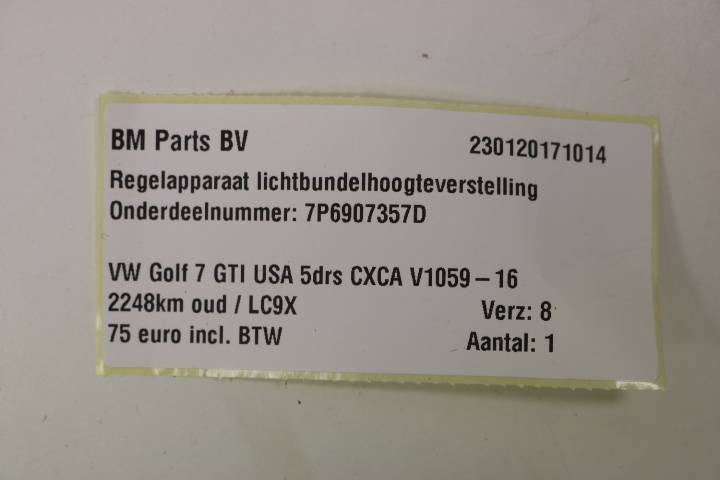 BM Parts BV 230120171014
Regelapparaat lichtbundelhoogteverstelling
Onderdeelnummer: 7P6907357D
VW Golf 7 GTI USA 5drs CXCA V1059 – 16
2248km oud / LC9X Verz: 8
75 euro incl. BTW Aantal: 1